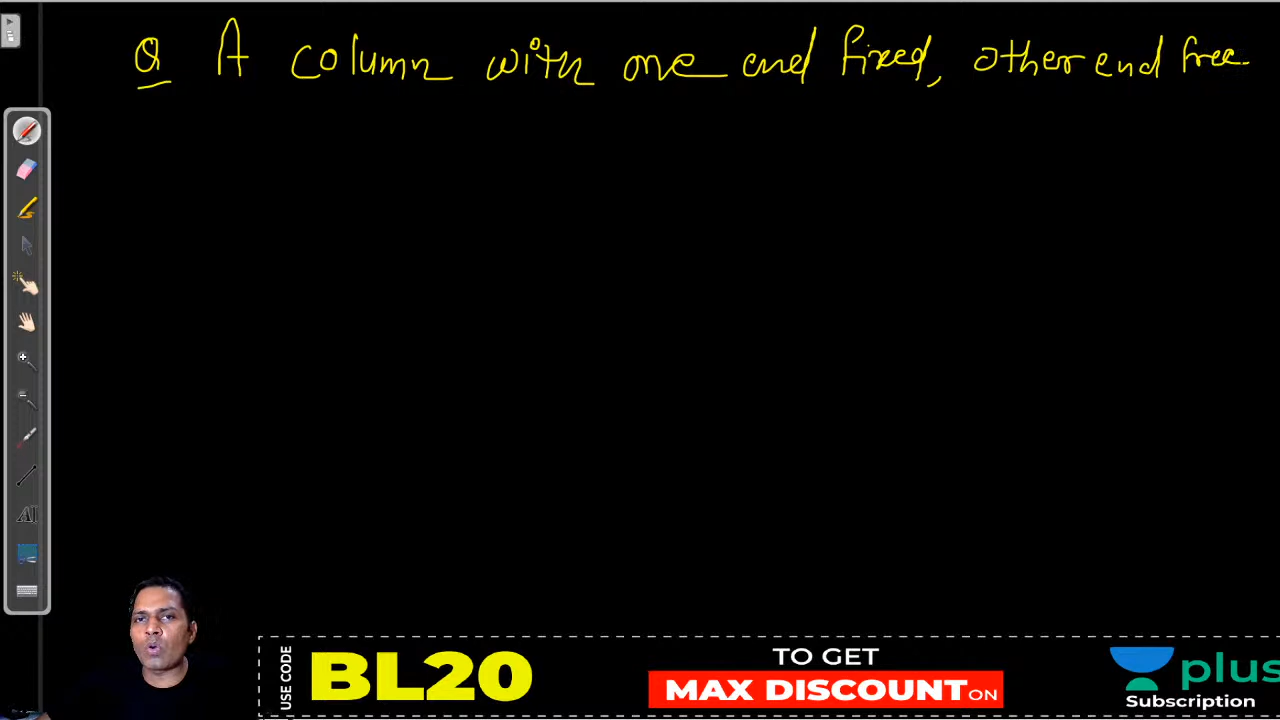 Q A column with one end fixed, other end free.
USE CODE
BL20
TO GET
MAX DISCOUNT ON
plus
Subscription